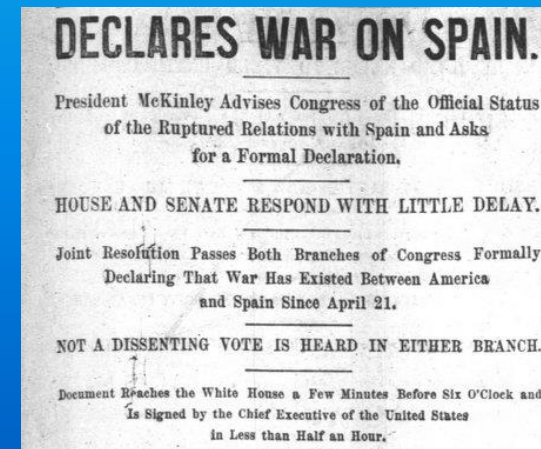 DECLARES WAR ON SPAIN.
President McKinley Advises Congress of the Official Status
of the Ruptured Relations with Spain and Asks
for a Formal Declaration.
HOUSE AND SENATE RESPOND WITH LITTLE DELAY.
Joint Resolution Passes Both Branches of Congress Formally
Declaring That War Has Existed Between America
and Spain Since April 21.
NOT A DISSENTING VOTE IS HEARD IN EITHER BRANCH.
Document Reaches the White House a Few Minutes Before Six O'Clock and
Is Signed by the Chief Executive of the United States
in Less than Half an Hour.